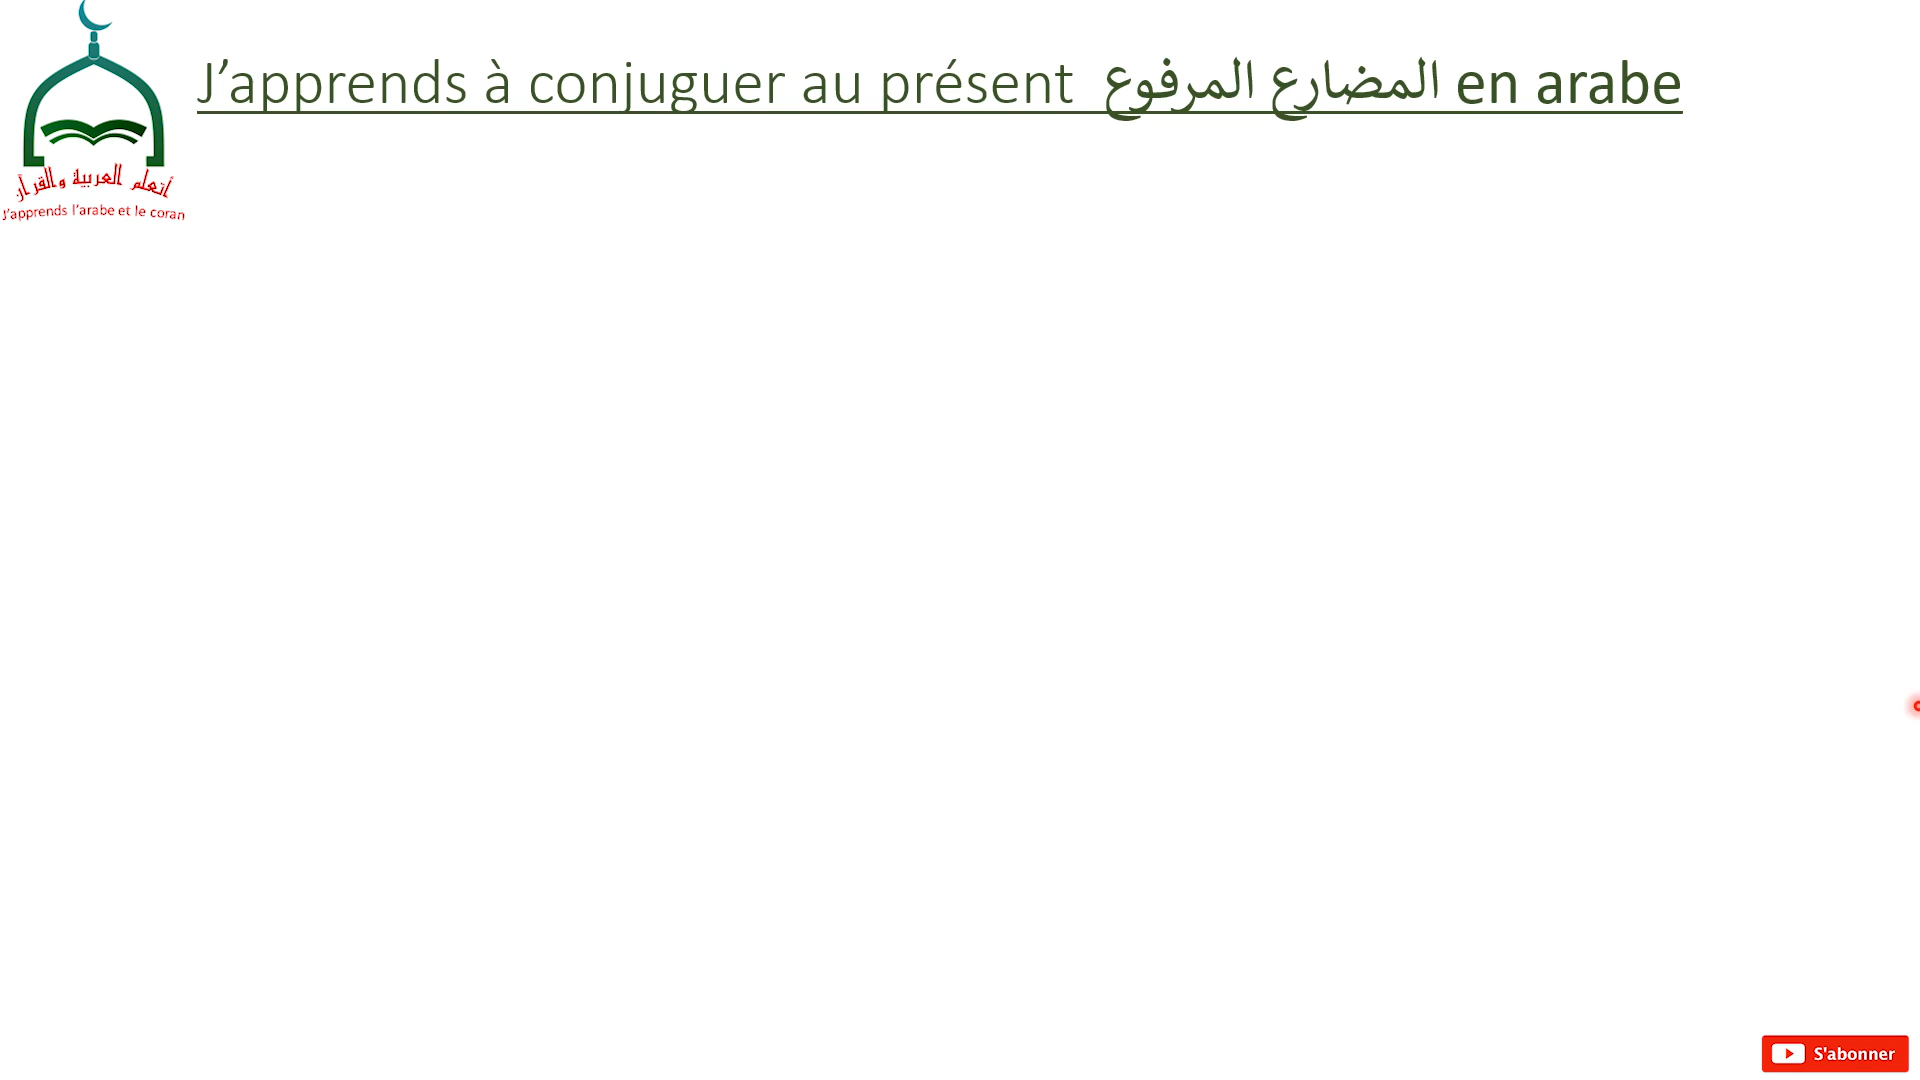 J’apprends à conjuguer au présent المضارع المرفوع en arabe
أتعلم العربية والقرآن
J’apprends l’arabe et le coran
S'abonner